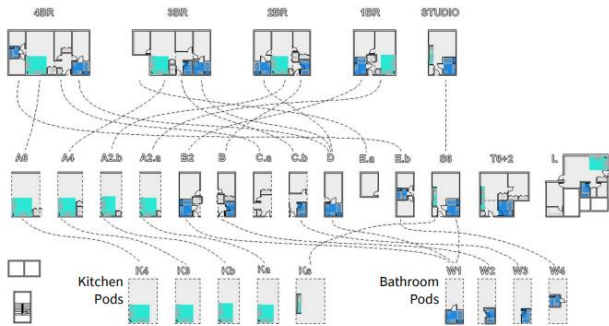 4BR 3BR 2BR 1BR STUDIO
A6 A4 A2.b A2.a B2 B C.a C.b D E.a E.b S6 T6+2 L
Kitchen Pods K4 K3 Kb Ka Ks Bathroom Pods W1 W2 W3 W4